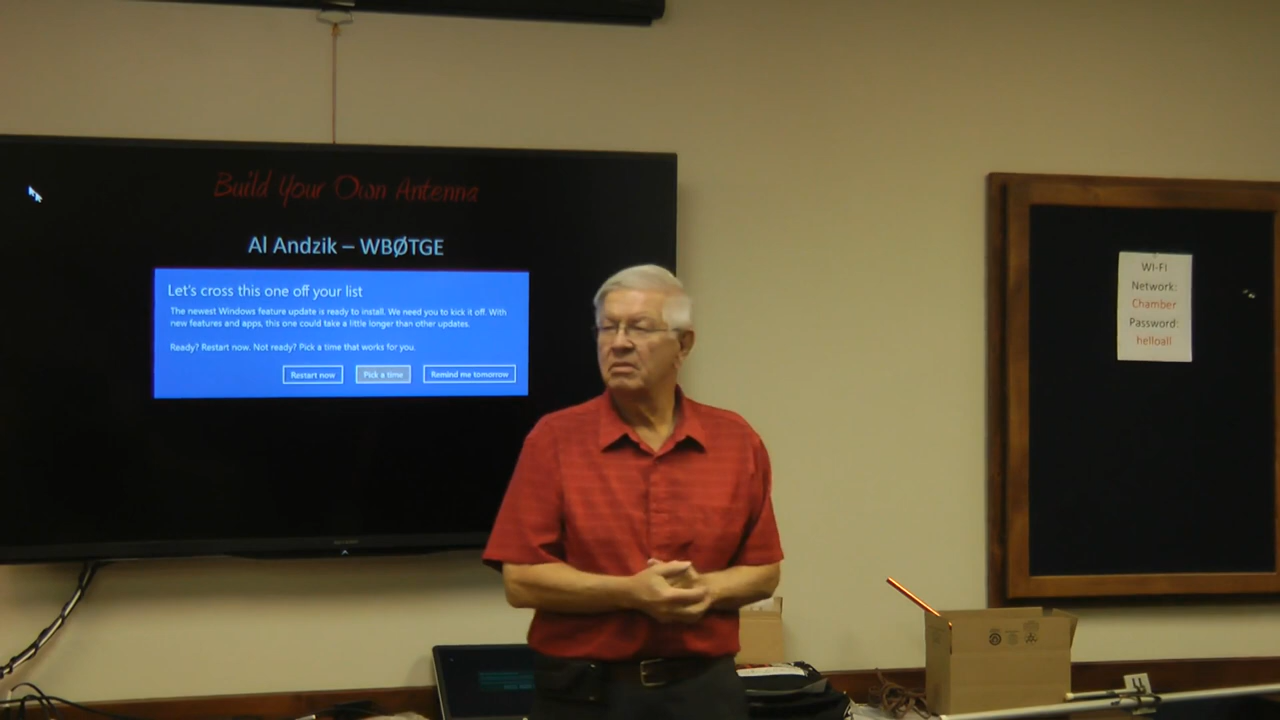 Build Your Own Antenna
Al Andzik – WBØTGE
Let's cross this one off your list
The newest Windows feature update is ready to install. We need you to kick it off. With
new features and apps, this one could take a little longer than other updates.
Ready? Restart now. Not ready? Pick a time that works for you.
Restart now
Pick a time
Remind me tomorrow
WI-FI
Network:
Chamber
Password:
helloall